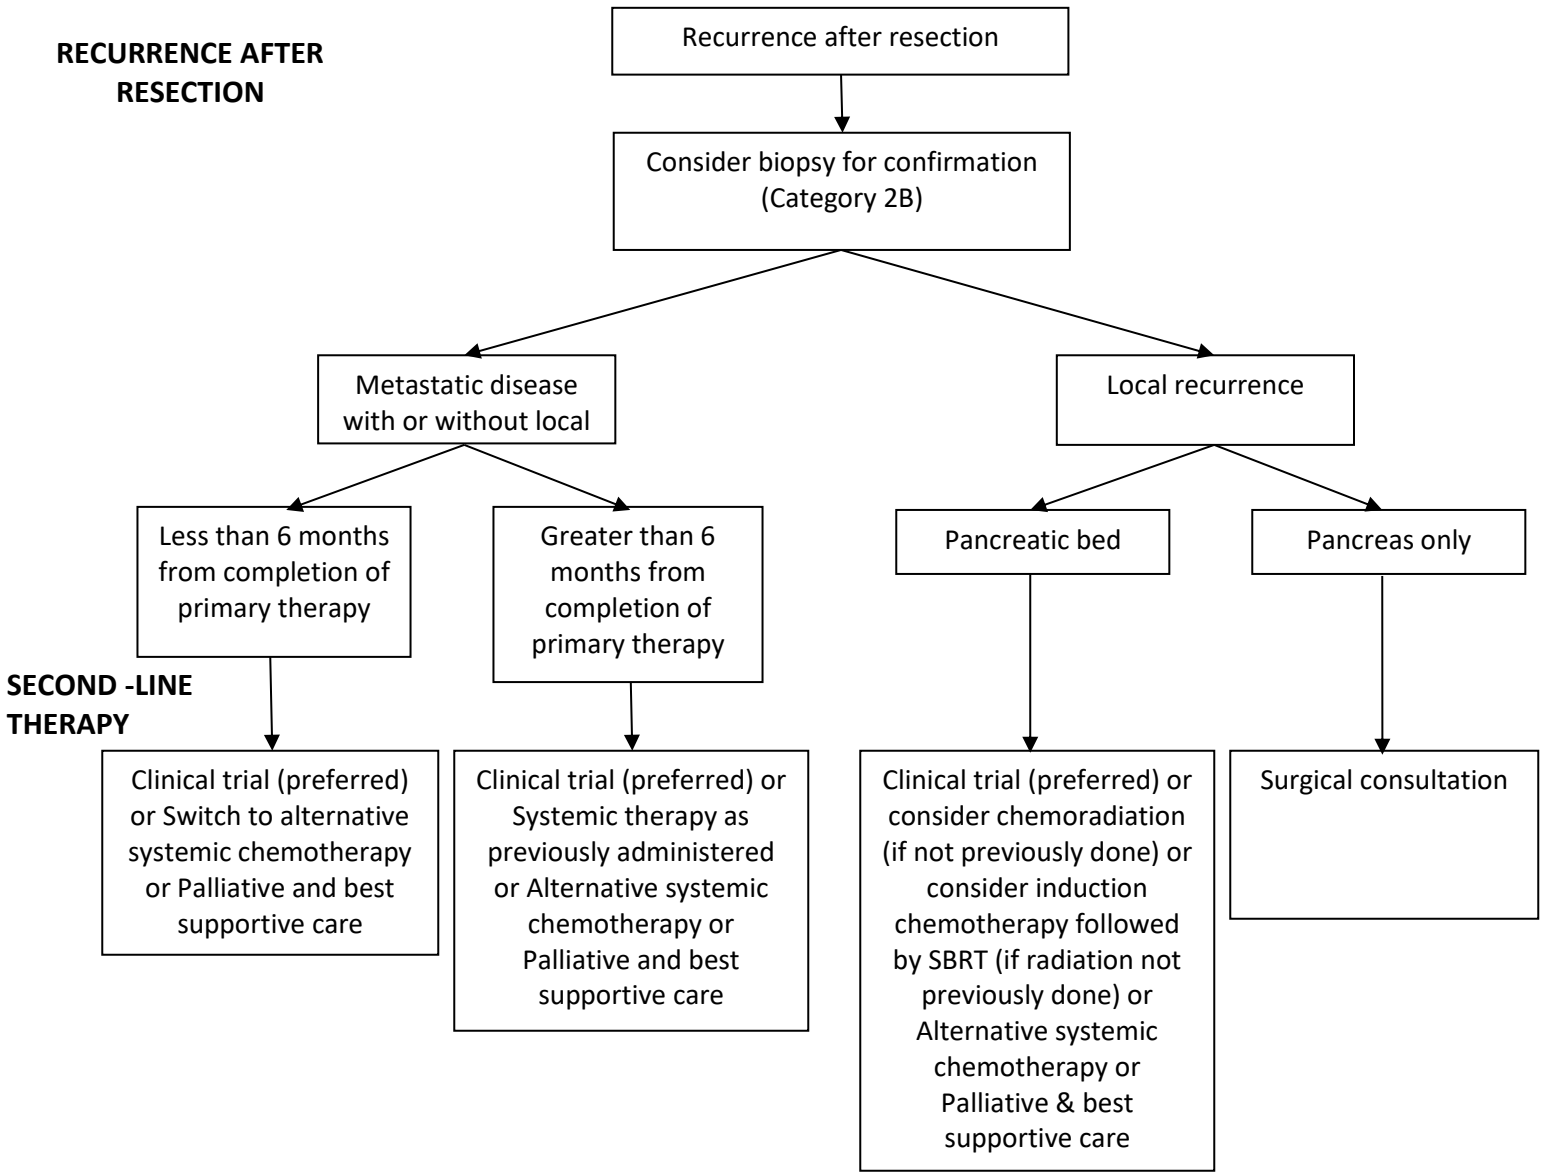 RECURRENCE AFTER
RESECTION
Recurrence after resection
Consider biopsy for confirmation
(Category 2B)
Metastatic disease
with or without local
Local recurrence
Less than 6 months
from completion of
primary therapy
Greater than 6
months from
completion of
primary therapy
Pancreatic bed
Pancreas only
SECOND -LINE
THERAPY
Clinical trial (preferred)
or Switch to alternative
systemic chemotherapy
or Palliative and best
supportive care
Clinical trial (preferred) or
Systemic therapy as
previously administered
or Alternative systemic
chemotherapy or
Palliative and best
supportive care
Clinical trial (preferred) or
consider chemoradiation
(if not previously done) or
consider induction
chemotherapy followed
by SBRT (if radiation not
previously done) or
Alternative systemic
chemotherapy or
Palliative & best
supportive care
Surgical consultation